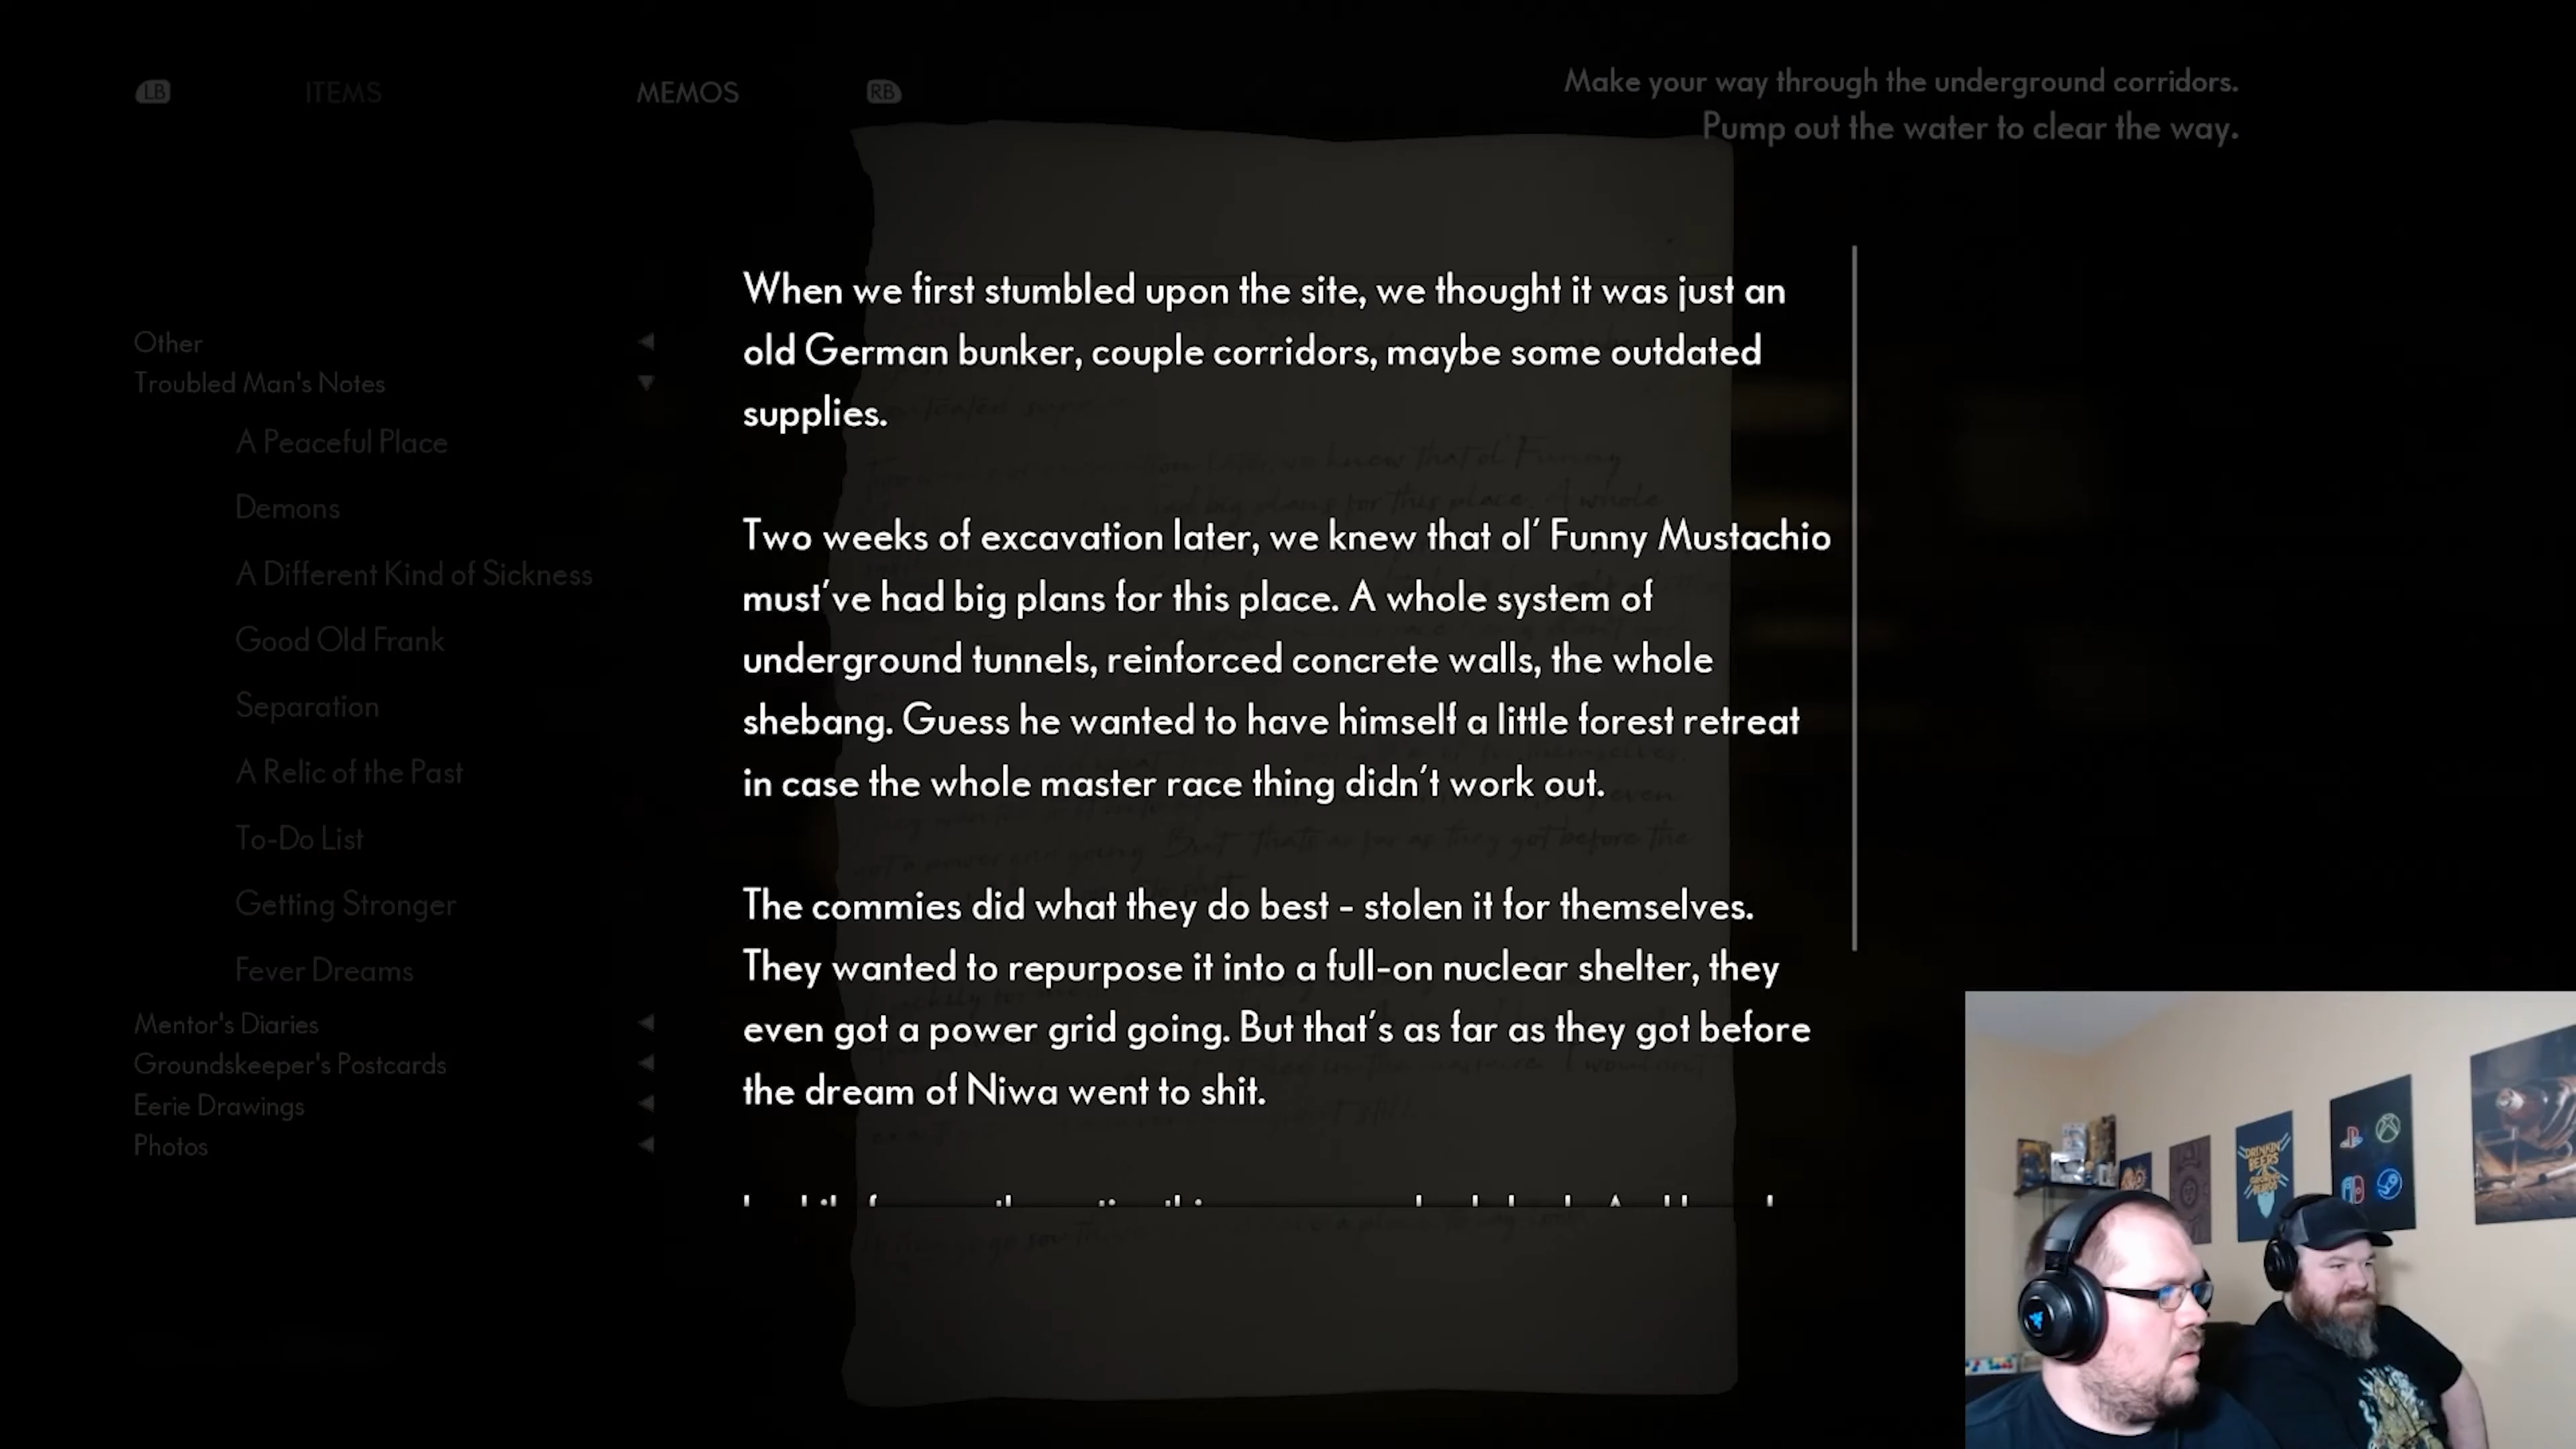 LB
ITEMS
MEMOS
RB
Make your way through the underground corridors.
Pump out the water to clear the way.
Other
Troubled Man's Notes
A Peaceful Place
Demons
A Different Kind of Sickness
Good Old Frank
Separation
A Relic of the Past
To-Do List
Getting Stronger
Fever Dreams
Mentor's Diaries
Groundskeeper's Postcards
Eerie Drawings
Photos
When we first stumbled upon the site, we thought it was just an
old German bunker, couple corridors, maybe some outdated
supplies.
Two weeks of excavation later, we knew that ol' Funny Mustachio
must've had big plans for this place. A whole system of
underground tunnels, reinforced concrete walls, the whole
shebang. Guess he wanted to have himself a little forest retreat
in case the whole master race thing didn't work out.
The commies did what they do best - stolen it for themselves.
They wanted to repurpose it into a full-on nuclear shelter, they
even got a power grid going. But that's as far as they got before
the dream of Niwa went to shit.
DRINKIN'
BEERS